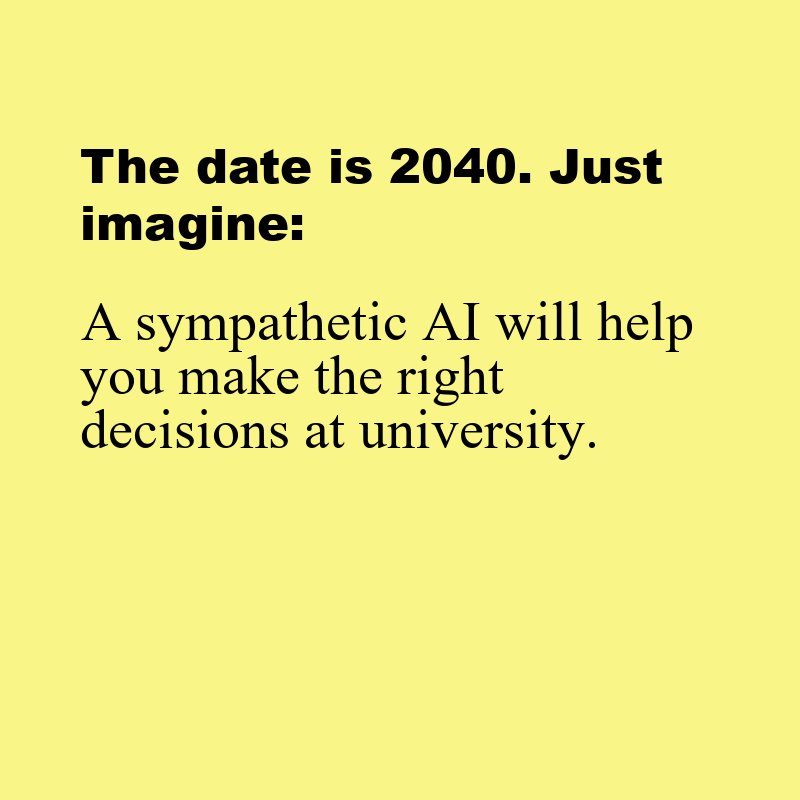 The date is 2040. Just
imagine:
A sympathetic AI will help
you make the right
decisions at university.